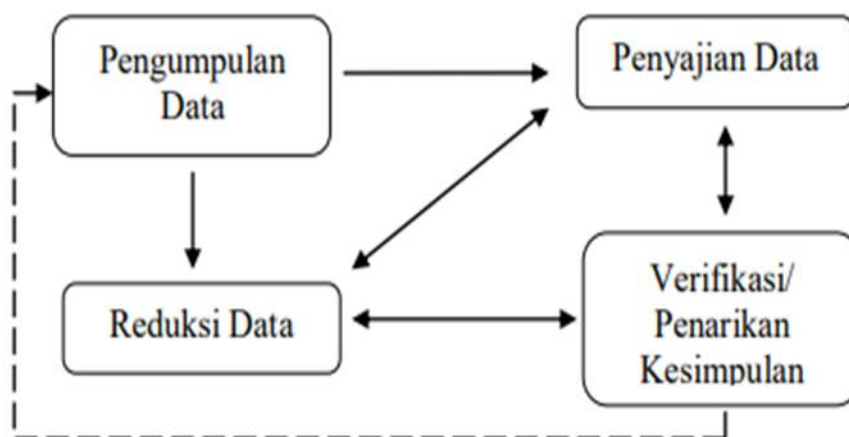 Pengumpulan
Data
Penyajian Data
Reduksi Data
Verifikasi/
Penarikan
Kesimpulan